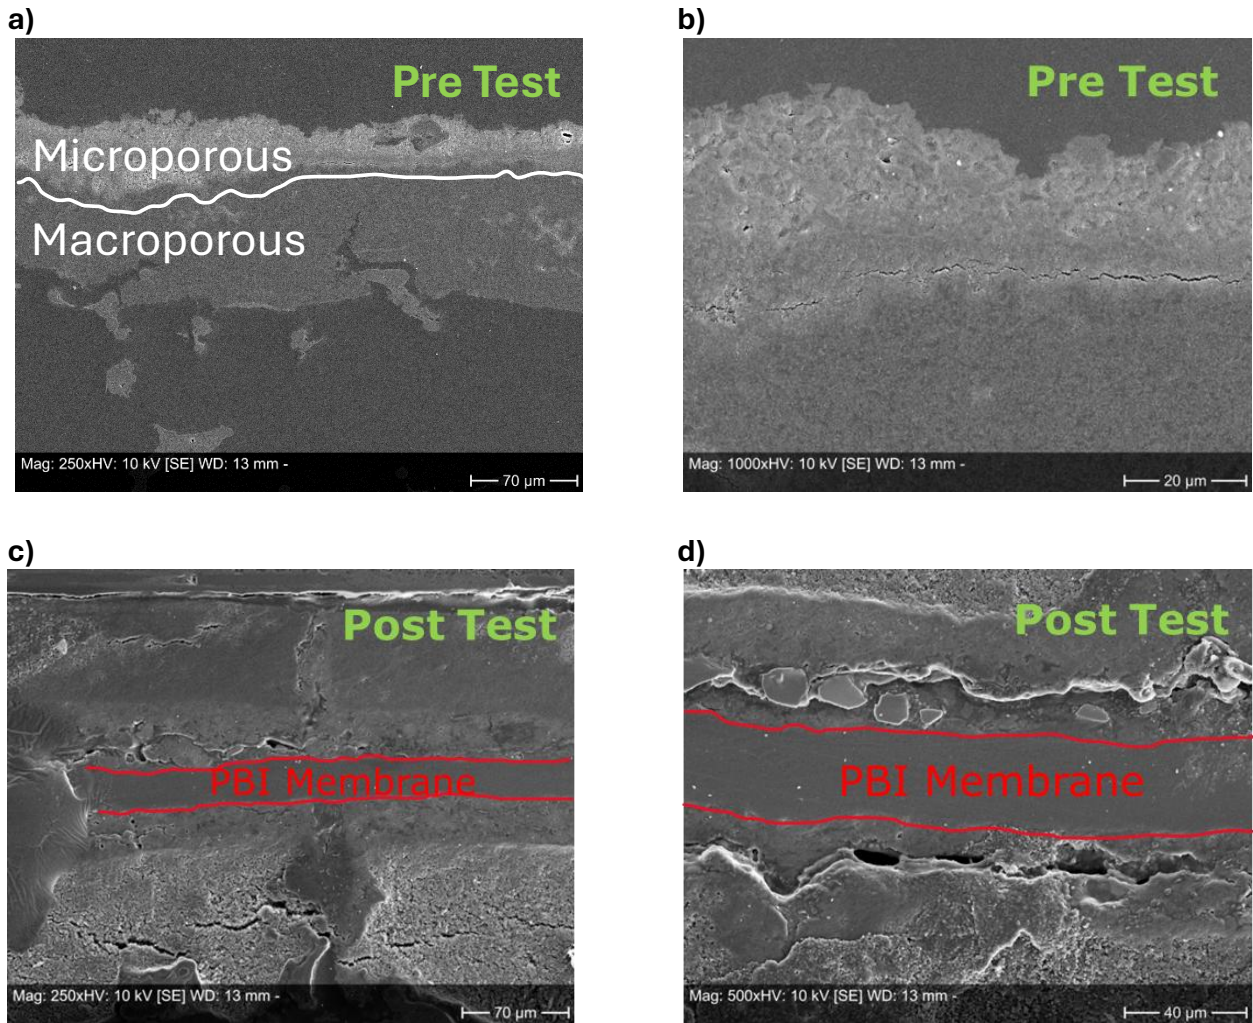 a)
Pre Test
Microporous
Macroporous
Mag: 250xHV: 10 kV [SE] WD: 13 mm -
70 µm
b)
Pre Test
Mag: 1000xHV: 10 kV [SE] WD: 13 mm -
20 µm
c)
Post Test
PBI Membrane
Mag: 250xHV: 10 kV [SE] WD: 13 mm -
70 µm
d)
Post Test
PBI Membrane
Mag: 500xHV: 10 kV [SE] WD: 13 mm -
40 µm